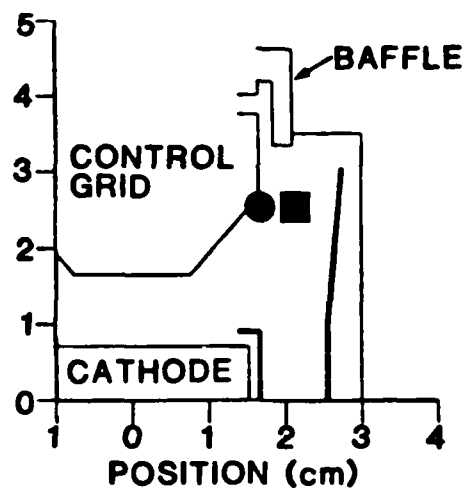 5
BAFFLE
4
CONTROL
GRID
3
2
1
CATHODE
0
1 0 1 2 3 4
POSITION (cm)